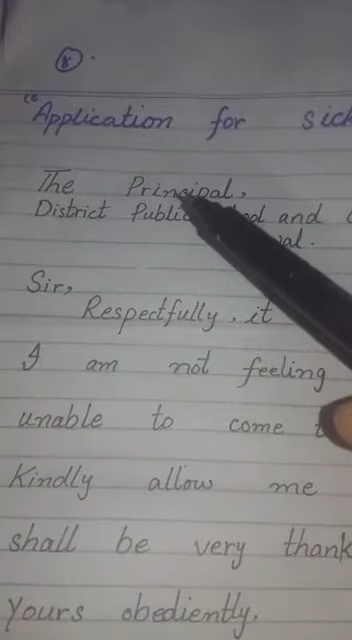 (8).
"Application for sick
The Principal,
District Public and
Sir,
Respectfully, it
I am not feeling
unable to come
Kindly allow me
shall be very thank
Yours obediently,